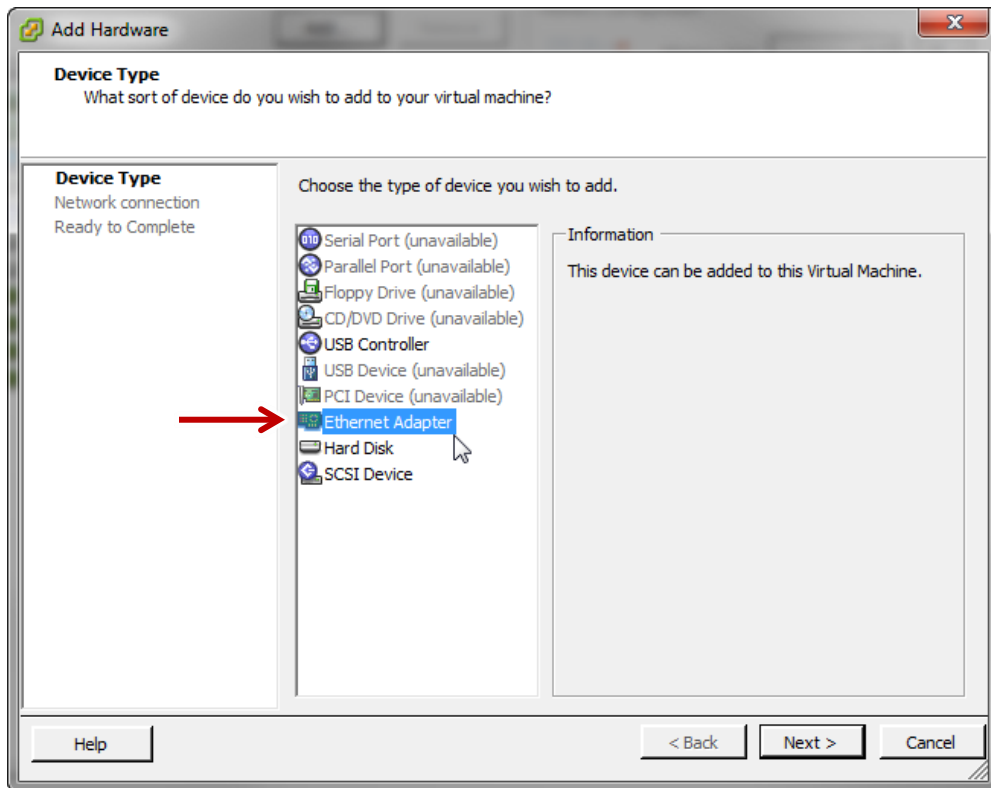 Add Hardware
Device Type
What sort of device do you wish to add to your virtual machine?
Device Type
Network connection
Ready to Complete
Choose the type of device you wish to add.
Serial Port (unavailable)
Parallel Port (unavailable)
Floppy Drive (unavailable)
CD/DVD Drive (unavailable)
USB Controller
USB Device (unavailable)
PCI Device (unavailable)
Ethernet Adapter
Hard Disk
SCSI Device
Information
This device can be added to this Virtual Machine.
Help
< Back
Next >
Cancel